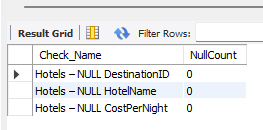 Result Grid Filter Rows:
Check_Name NullCount
Hotels – NULL DestinationID 0
Hotels – NULL HotelName 0
Hotels – NULL CostPerNight 0